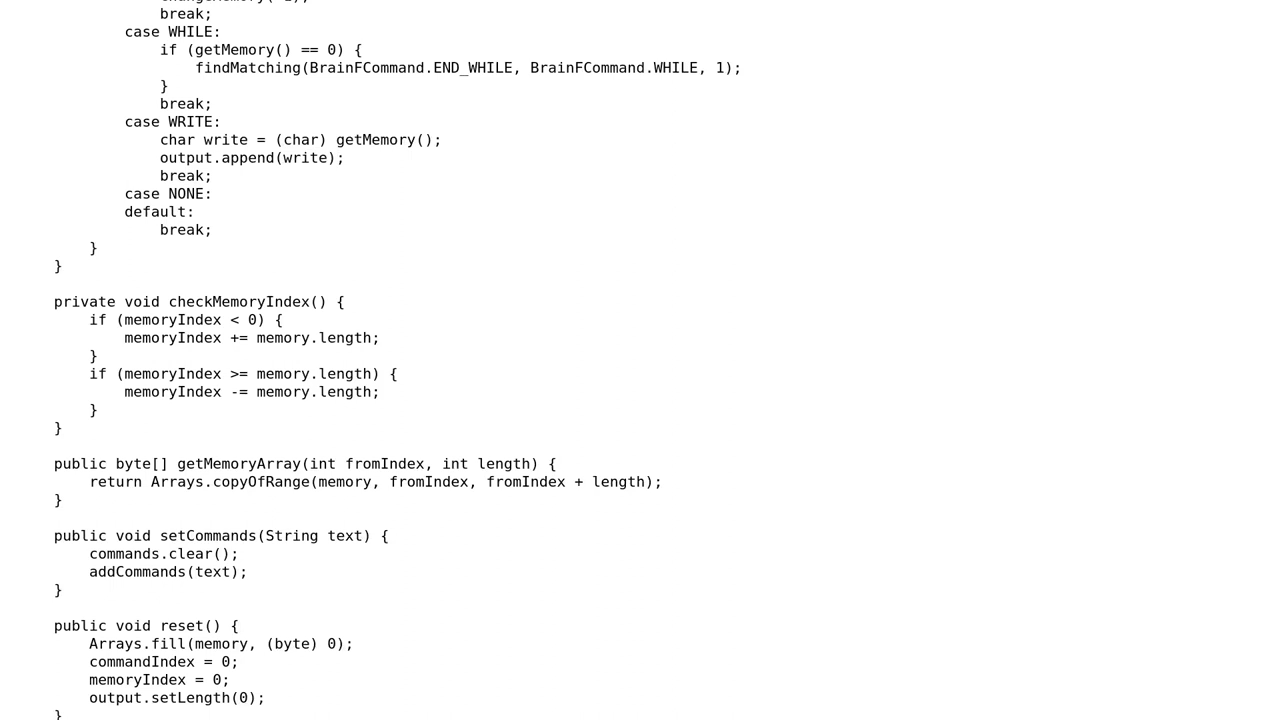 break;
case WHILE:
if (getMemory() == 0) {
findMatching(BrainFCommand.END_WHILE, BrainFCommand.WHILE, 1);
}
break;
case WRITE:
char write = (char) getMemory();
output.append(write);
break;
case NONE:
default:
break;
}
}
private void checkMemoryIndex() {
if (memoryIndex < 0) {
memoryIndex += memory.length;
}
if (memoryIndex >= memory.length) {
memoryIndex -= memory.length;
}
}
public byte[] getMemoryArray(int fromIndex, int length) {
return Arrays.copyOfRange(memory, fromIndex, fromIndex + length);
}
public void setCommands(String text) {
commands.clear();
addCommands(text);
}
public void reset() {
Arrays.fill(memory, (byte) 0);
commandIndex = 0;
memoryIndex = 0;
output.setLength(0);
}